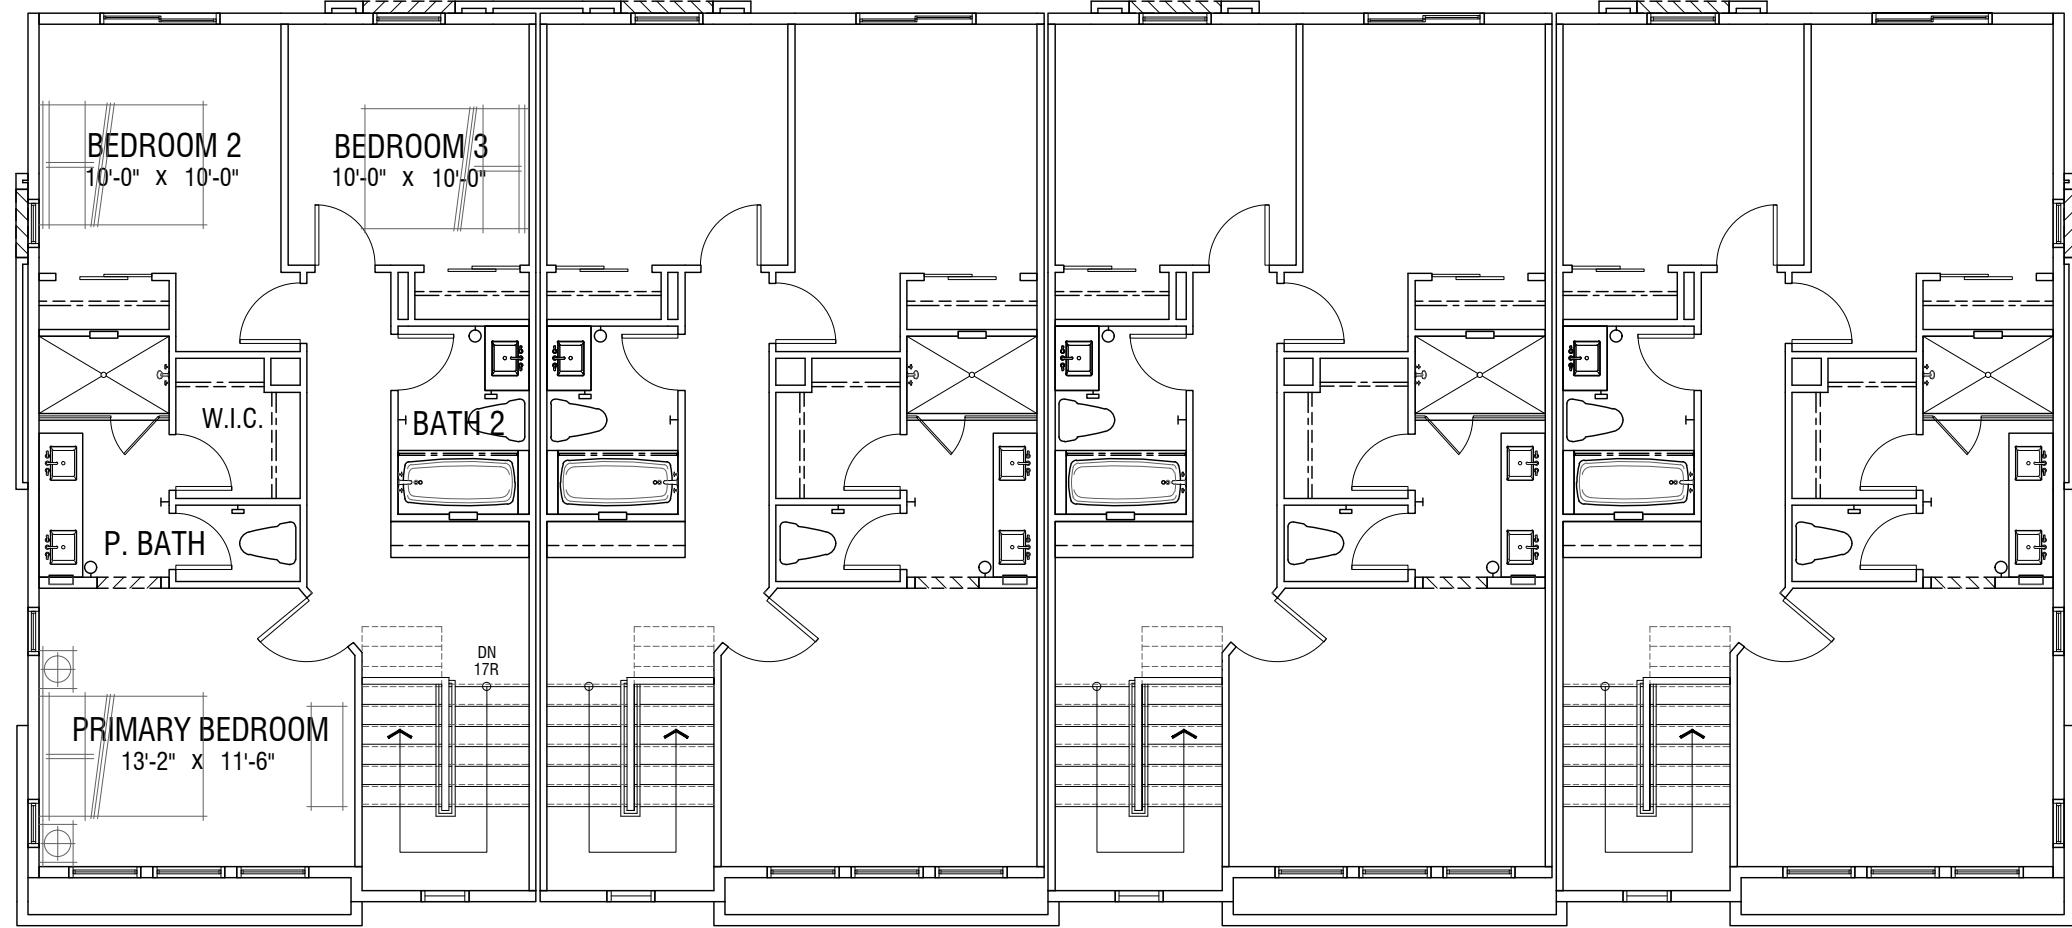 BEDROOM 2
10'-0" X 10'-0"
BEDROOM 3
10'-0" X 10'-0"
W.I.C.
BATH 2
P. BATH
DN
17R
PRIMARY BEDROOM
13'-2" X 11'-6"